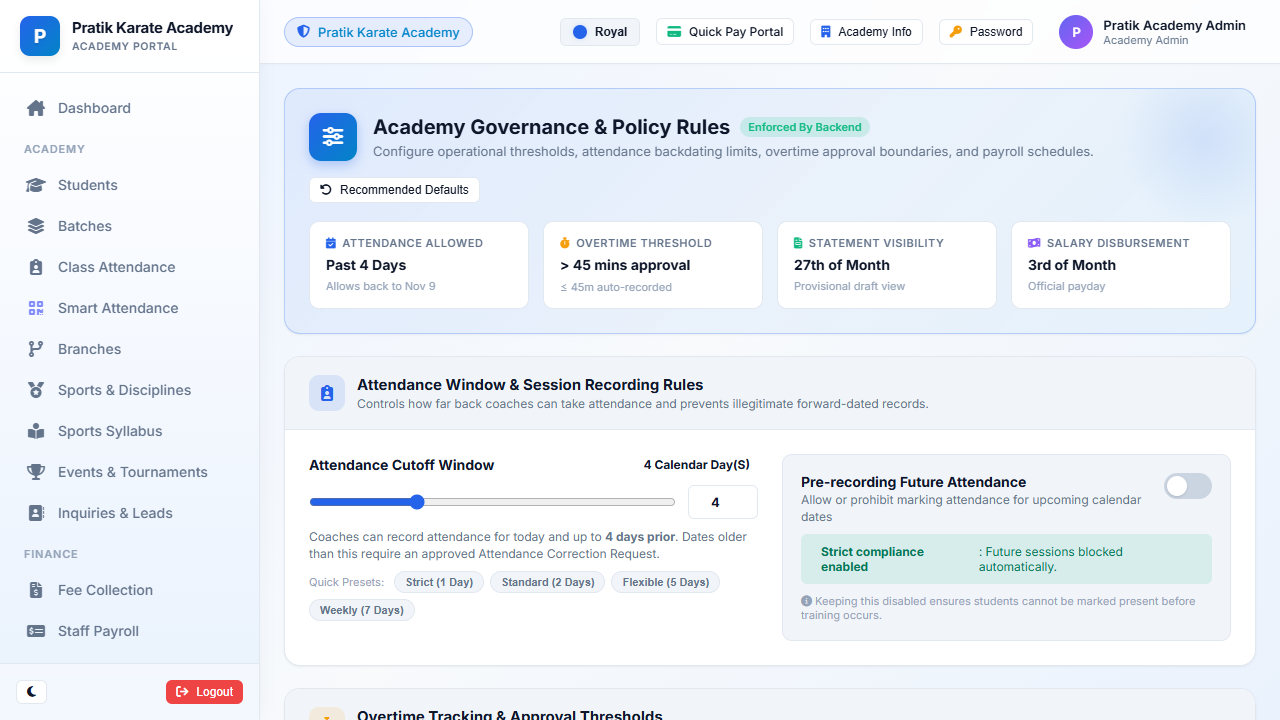 P
Pratik Karate Academy
ACADEMY PORTAL
Dashboard
ACADEMY
Students
Batches
Class Attendance
Smart Attendance
Branches
Sports & Disciplines
Sports Syllabus
Events & Tournaments
Inquiries & Leads
FINANCE
Fee Collection
Staff Payroll
Logout
Pratik Karate Academy
Royal
Quick Pay Portal
Academy Info
Password
P
Pratik Academy Admin
Academy Admin
Academy Governance & Policy Rules
Enforced By Backend
Configure operational thresholds, attendance backdating limits, overtime approval boundaries, and payroll schedules.
Recommended Defaults
ATTENDANCE ALLOWED
Past 4 Days
Allows back to Nov 9
OVERTIME THRESHOLD
> 45 mins approval
≤ 45m auto-recorded
STATEMENT VISIBILITY
27th of Month
Provisional draft view
SALARY DISBURSEMENT
3rd of Month
Official payday
Attendance Window & Session Recording Rules
Controls how far back coaches can take attendance and prevents illegitimate forward-dated records.
Attendance Cutoff Window
4 Calendar Day(S)
4
Coaches can record attendance for today and up to 4 days prior. Dates older
than this require an approved Attendance Correction Request.
Quick Presets:
Strict (1 Day)
Standard (2 Days)
Flexible (5 Days)
Weekly (7 Days)
Pre-recording Future Attendance
Allow or prohibit marking attendance for upcoming calendar
dates
Strict compliance
enabled
: Future sessions blocked
automatically.
Keeping this disabled ensures students cannot be marked present before
training occurs.
Overtime Tracking & Approval Thresholds